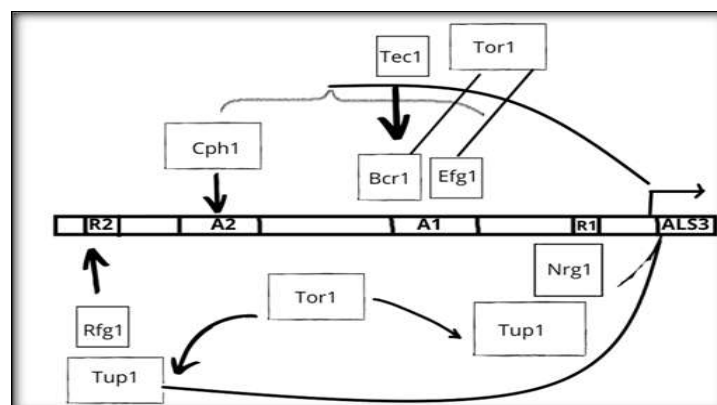 Tec1
Tor1
Cph1
Bcr1
Efg1
R2
A2
A1
R1
ALS3
Nrg1
Tor1
Rfg1
Tup1
Tup1